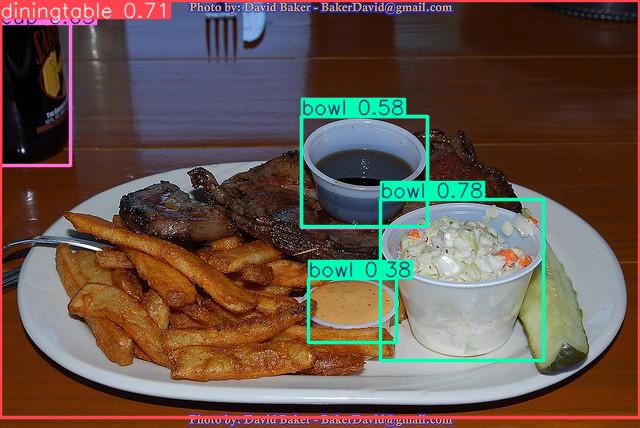 Photo by: David Baker - BakerDavid@gmail.com
diningtable 0.71
bowl 0.58
bowl 0.78
bowl 0.38
Photo by: David Baker - BakerDavid@gmail.com